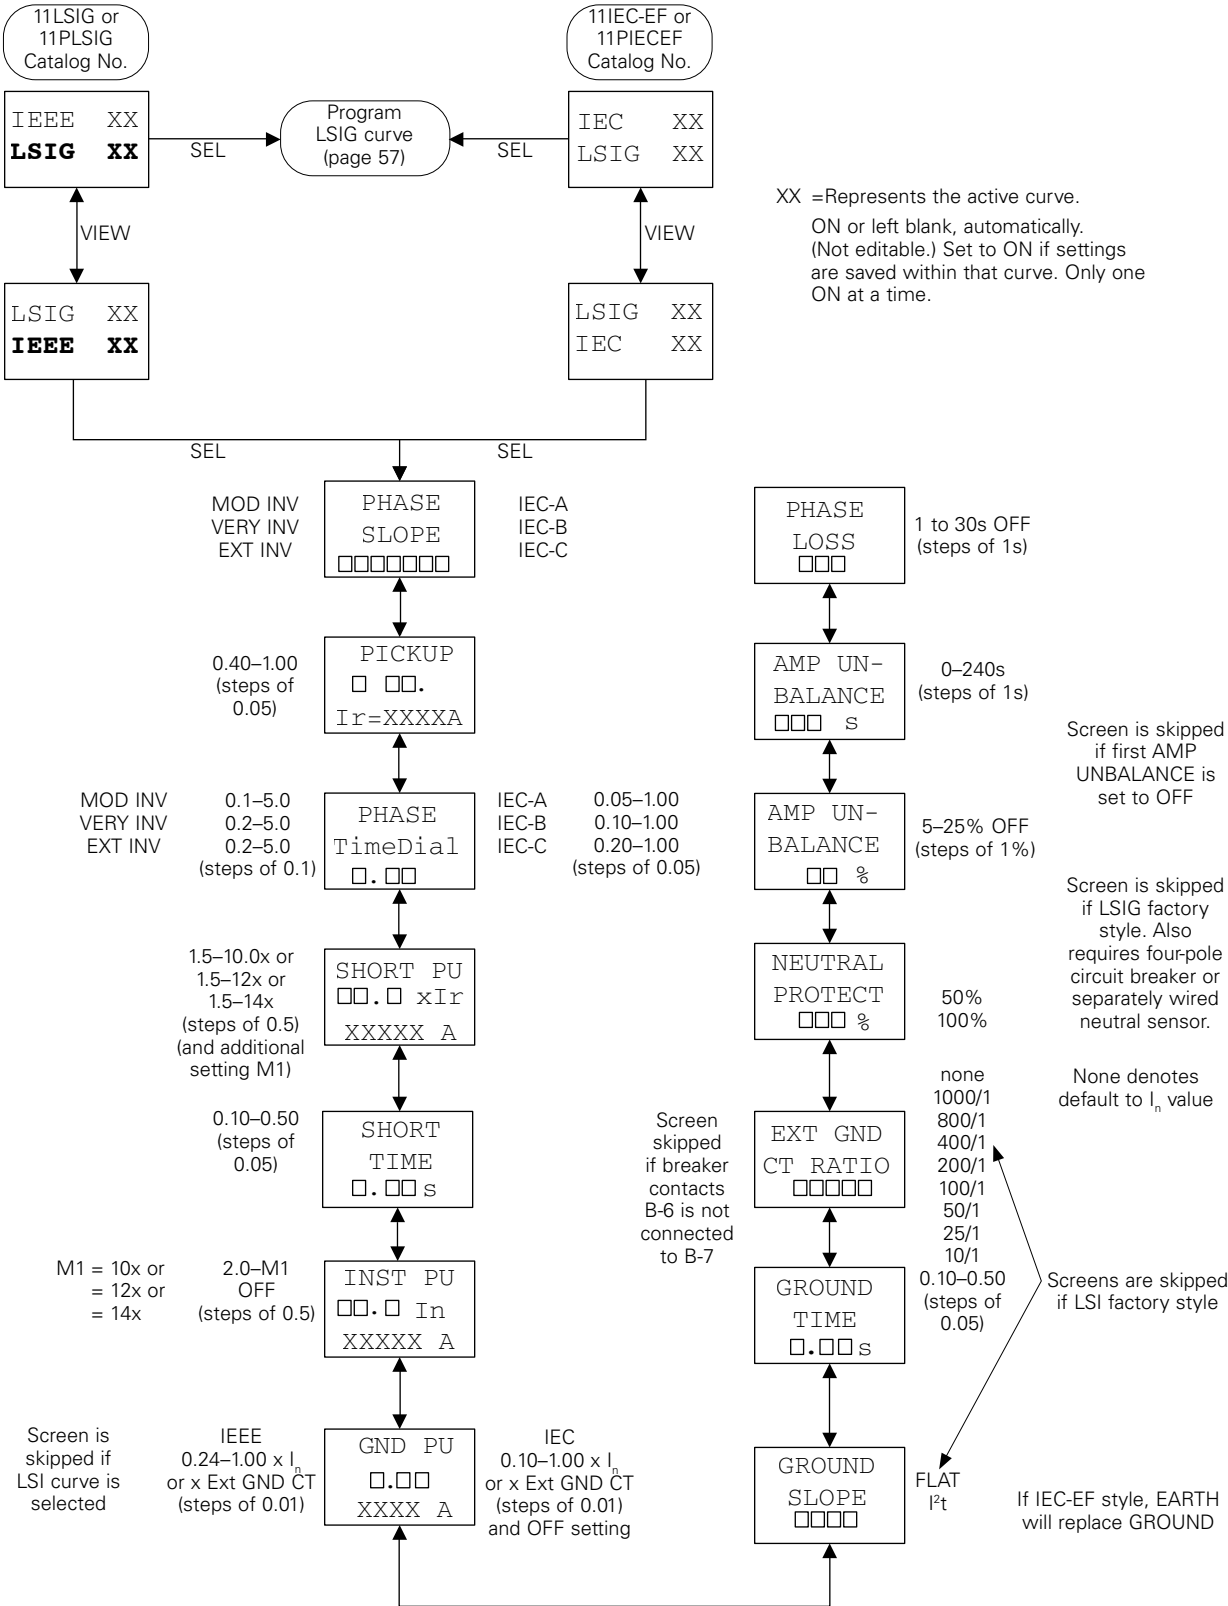 11LSIG or
11PLSIG
Catalog No.
11IEC-EF or
11PIECEF
Catalog No.
IEEE XX
LSIG XX
SEL
Program
LSIG curve
(page 57)
SEL
IEC XX
LSIG XX
VIEW
VIEW
XX =Represents the active curve.
ON or left blank, automatically.
(Not editable.) Set to ON if settings
are saved within that curve. Only one
ON at a time.
LSIG XX
IEEE XX
LSIG XX
IEC XX
SEL
SEL
MOD INV
VERY INV
EXT INV
PHASE
SLOPE
□□□□□□□
IEC-A
IEC-B
IEC-C
0.40–1.00
(steps of
0.05)
PICKUP
□ □□.
Ir=XXXXA
MOD INV
VERY INV
EXT INV
0.1–5.0
0.2–5.0
0.2–5.0
(steps of 0.1)
PHASE
TimeDial
□.□□
IEC-A
IEC-B
IEC-C
0.05–1.00
0.10–1.00
0.20–1.00
(steps of 0.05)
1.5–10.0x or
1.5–12x or
1.5–14x
(steps of 0.5)
(and additional
setting M1)
SHORT PU
□□.□ xIr
XXXXX A
0.10–0.50
(steps of
0.05)
SHORT
TIME
□.□□ s
M1 = 10x or
= 12x or
= 14x
2.0–M1
OFF
(steps of 0.5)
INST PU
□□.□ In
XXXXX A
Screen is
skipped if
LSI curve is
selected
IEEE
0.24–1.00 x Iₙ
or x Ext GND CT
(steps of 0.01)
GND PU
□.□□
XXXX A
IEC
0.10–1.00 x Iₙ
or x Ext GND CT
(steps of 0.01)
and OFF setting
PHASE
LOSS
□□□
1 to 30s OFF
(steps of 1s)
AMP UN-
BALANCE
□□□ s
0–240s
(steps of 1s)
Screen is skipped
if first AMP
UNBALANCE is
set to OFF
AMP UN-
BALANCE
□□ %
5–25% OFF
(steps of 1%)
Screen is skipped
if LSIG factory
style. Also
requires four-pole
circuit breaker or
separately wired
neutral sensor.
NEUTRAL
PROTECT
□□□ %
50%
100%
None denotes
default to Iₙ value
Screen
skipped
if breaker
contacts
B-6 is not
connected
to B-7
EXT GND
CT RATIO
□□□□□
none
1000/1
800/1
400/1
200/1
100/1
50/1
25/1
10/1
GROUND
TIME
□.□□ s
0.10–0.50
(steps of
0.05)
Screens are skipped
if LSI factory style
GROUND
SLOPE
□□□□
FLAT
I²t
If IEC-EF style, EARTH
will replace GROUND